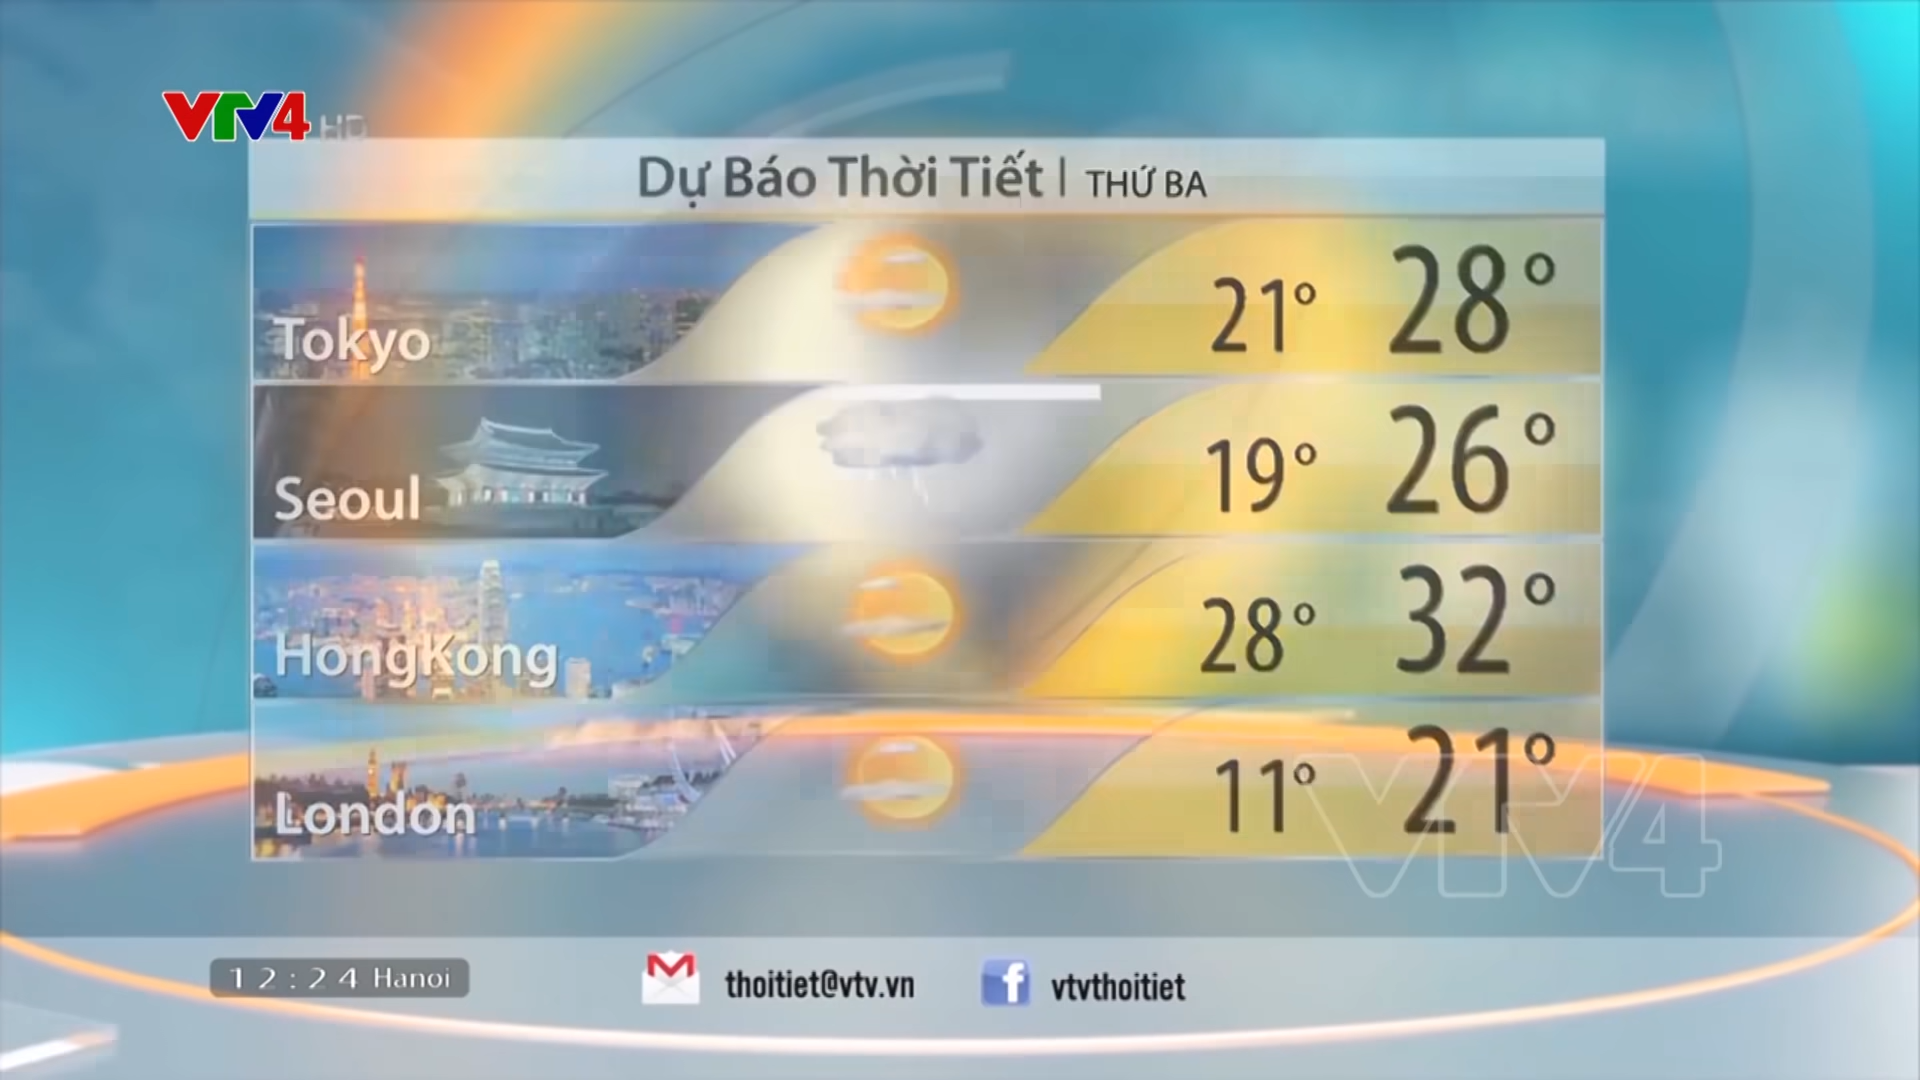 VTV4 HD
Dự Báo Thời Tiết | THỨ BA
Tokyo 21° 28°
Seoul 19° 26°
HongKong 28° 32°
London 11° 21°
VTV4
12:24 Hanoi thoitiet@vtv.vn vtvthoitiet